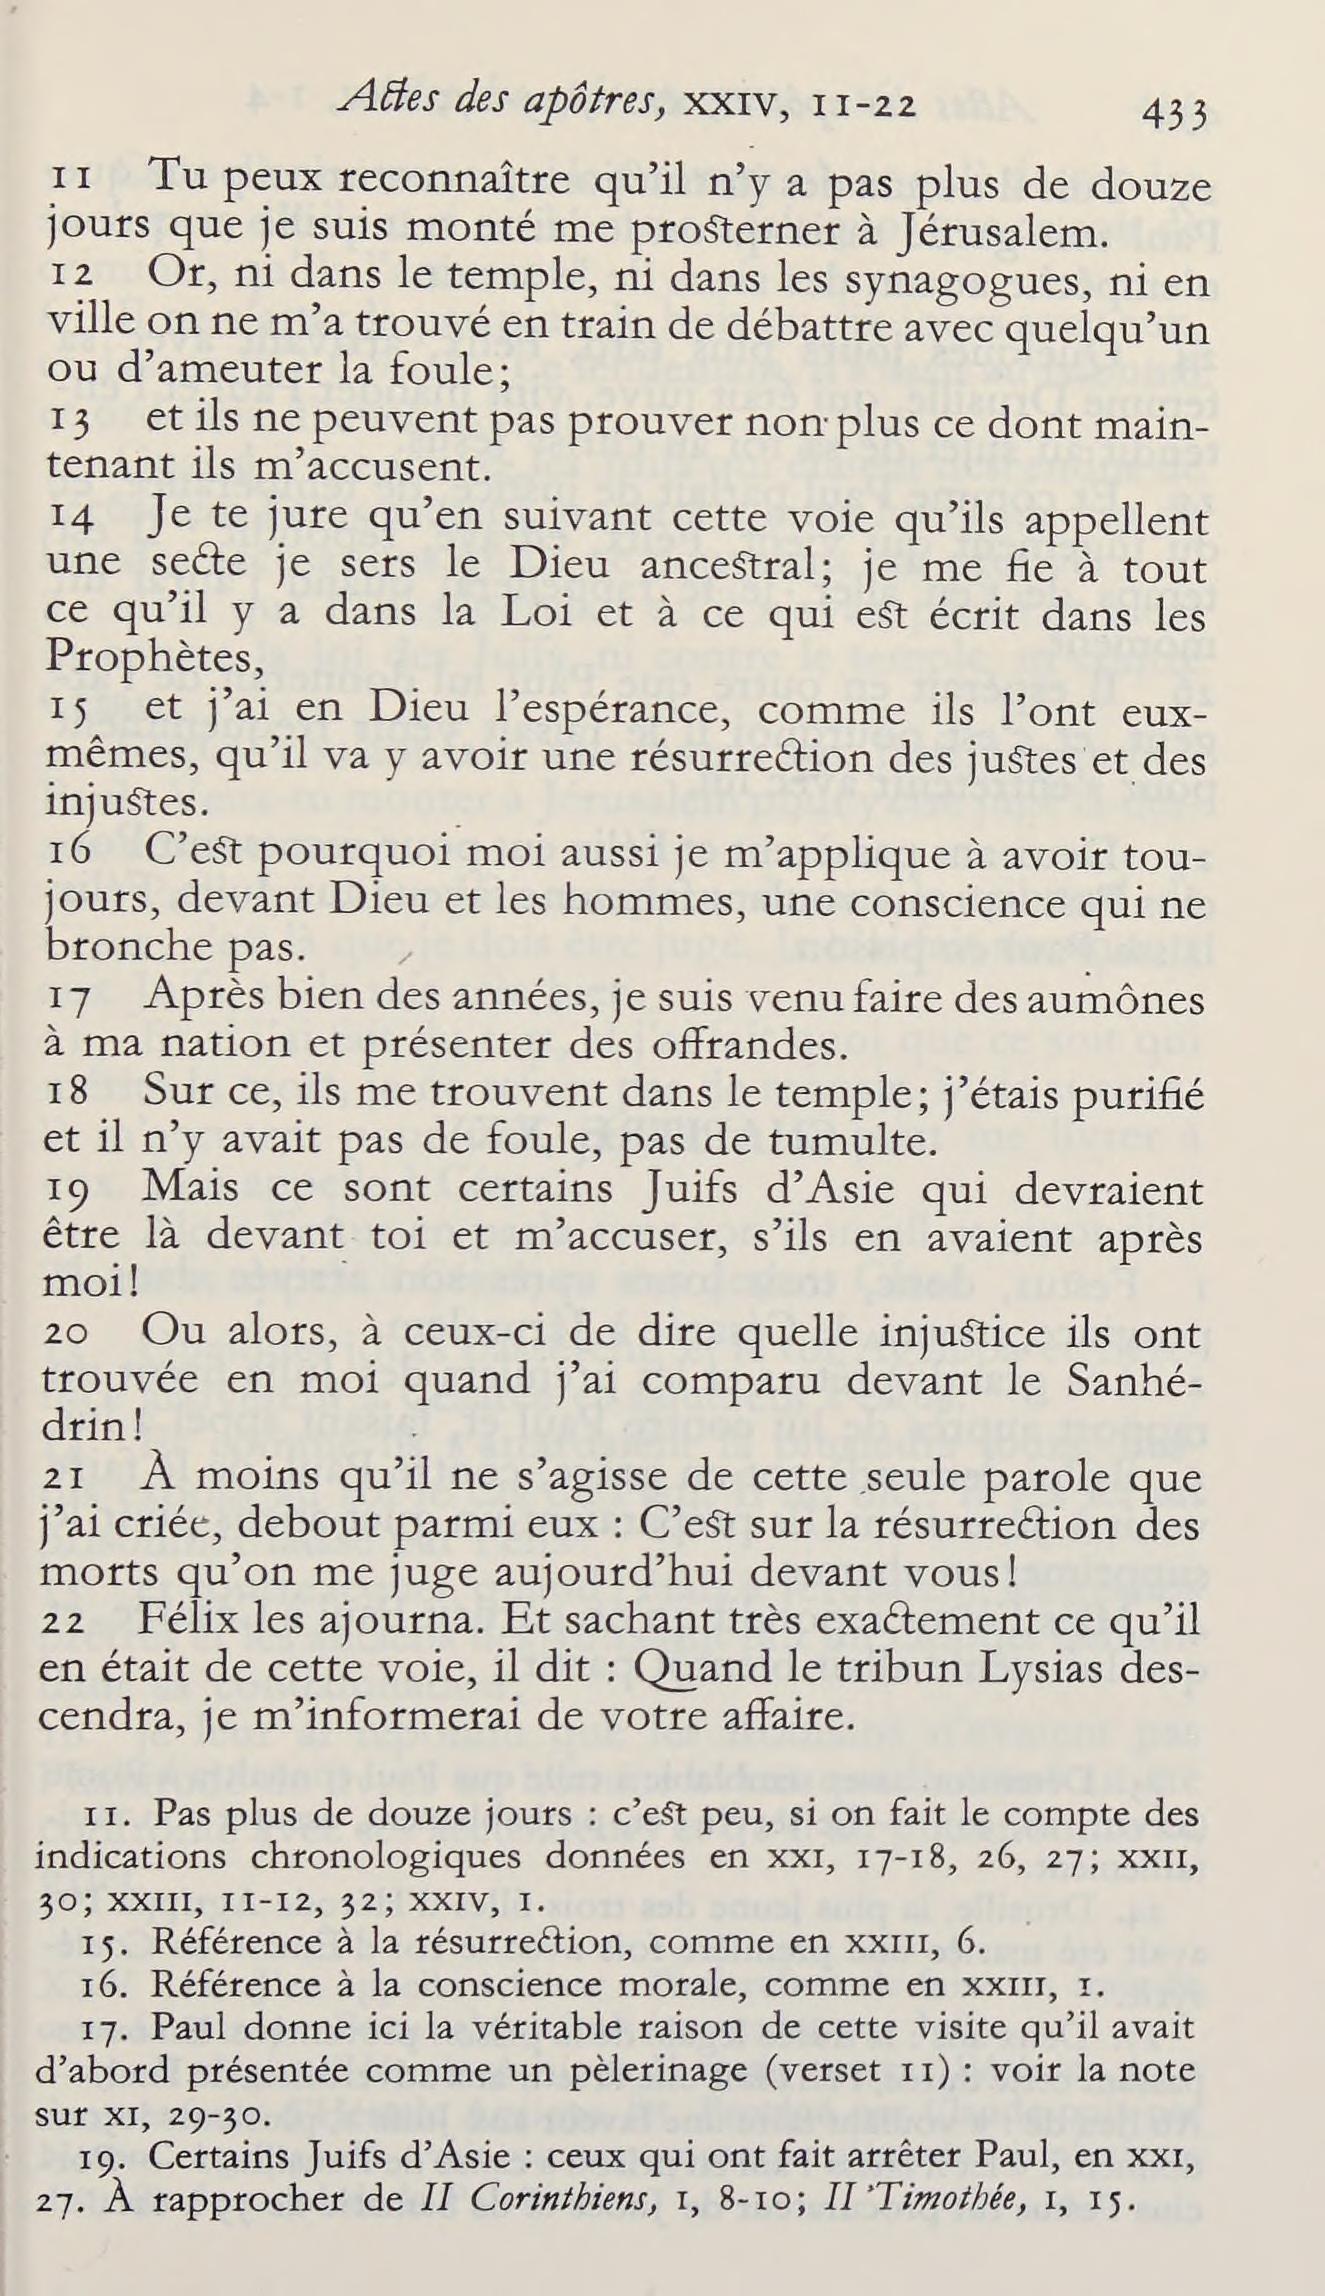 Actes des apôtres, XXIV, 11-22
433
11 Tu peux reconnaître qu'il n'y a pas plus de douze
jours que je suis monté me prosterner à Jérusalem.
12 Or, ni dans le temple, ni dans les synagogues, ni en
ville on ne m'a trouvé en train de débattre avec quelqu'un
ou d'ameuter la foule;
13 et ils ne peuvent pas prouver non plus ce dont main-
tenant ils m'accusent.
14 Je te jure qu'en suivant cette voie qu'ils appellent
une secte je sers le Dieu ancestral; je me fie à tout
ce qu'il y a dans la Loi et à ce qui est écrit dans les
Prophètes,
15 et j'ai en Dieu l'espérance, comme ils l'ont eux-
mêmes, qu'il va y avoir une résurrection des justes et des
injustes.
16 C'est pourquoi moi aussi je m'applique à avoir tou-
jours, devant Dieu et les hommes, une conscience qui ne
bronche pas.
17 Après bien des années, je suis venu faire des aumônes
à ma nation et présenter des offrandes.
18 Sur ce, ils me trouvent dans le temple; j'étais purifié
et il n'y avait pas de foule, pas de tumulte.
19 Mais ce sont certains Juifs d'Asie qui devraient
être là devant toi et m'accuser, s'ils en avaient après
moi!
20 Ou alors, à ceux-ci de dire quelle injustice ils ont
trouvée en moi quand j'ai comparu devant le Sanhé-
drin!
21 À moins qu'il ne s'agisse de cette seule parole que
j'ai criée, debout parmi eux : C'est sur la résurrection des
morts qu'on me juge aujourd'hui devant vous!
22 Félix les ajourna. Et sachant très exactement ce qu'il
en était de cette voie, il dit : Quand le tribun Lysias des-
cendra, je m'informerai de votre affaire.
11. Pas plus de douze jours : c'est peu, si on fait le compte des
indications chronologiques données en XXI, 17-18, 26, 27; XXII,
30; XXIII, 11-12, 32; XXIV, 1.
15. Référence à la résurrection, comme en XXIII, 6.
16. Référence à la conscience morale, comme en XXIII, 1.
17. Paul donne ici la véritable raison de cette visite qu'il avait
d'abord présentée comme un pèlerinage (verset 11) : voir la note
sur XI, 29-30.
19. Certains Juifs d'Asie : ceux qui ont fait arrêter Paul, en XXI,
27. À rapprocher de II Corinthiens, I, 8-10; II Timothée, I, 15.